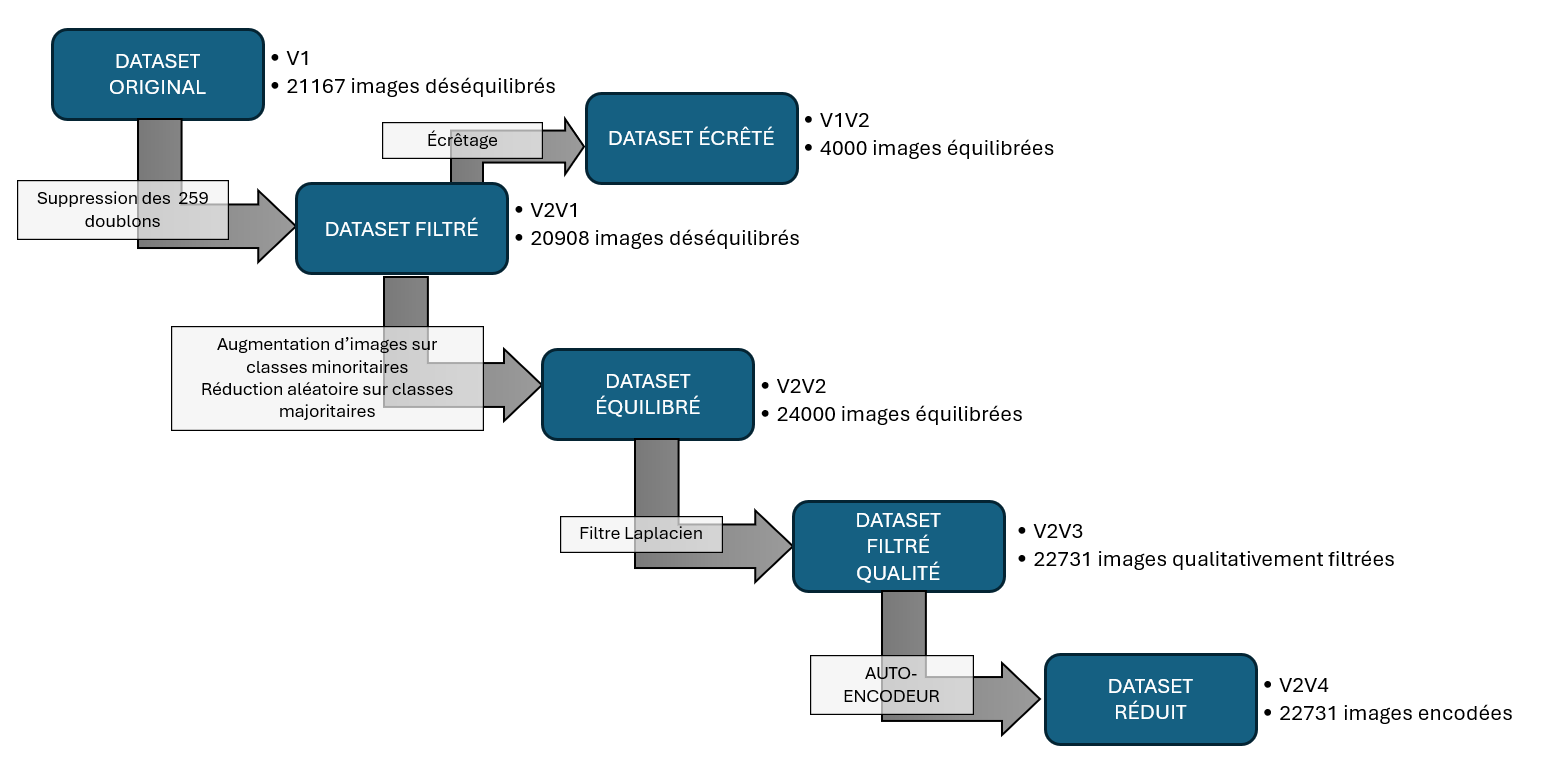 DATASET
ORIGINAL
• V1
• 21167 images déséquilibrés
Écrêtage
DATASET ÉCRÊTÉ
• V1V2
• 4000 images équilibrées
Suppression des 259
doublons
DATASET FILTRÉ
• V2V1
• 20908 images déséquilibrés
Augmentation d'images sur
classes minoritaires
Réduction aléatoire sur classes
majoritaires
DATASET
ÉQUILIBRÉ
• V2V2
• 24000 images équilibrées
Filtre Laplacien
DATASET
FILTRÉ
QUALITÉ
• V2V3
• 22731 images qualitativement filtrées
AUTO-
ENCODEUR
DATASET
RÉDUIT
• V2V4
• 22731 images encodées